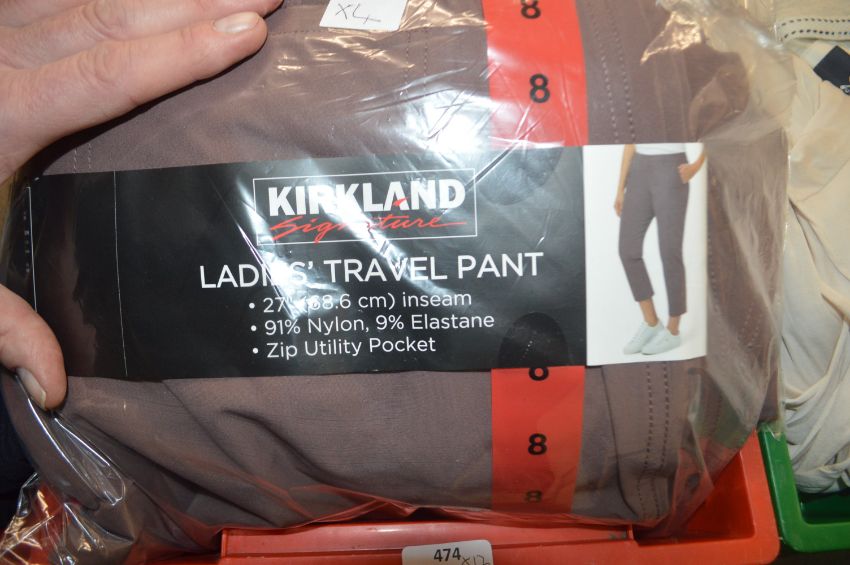 x4
8
8
KIRKLAND
Signature
LADIES' TRAVEL PANT
• 27" (68.6 cm) inseam
• 91% Nylon, 9% Elastane
• Zip Utility Pocket
8
8
8
474